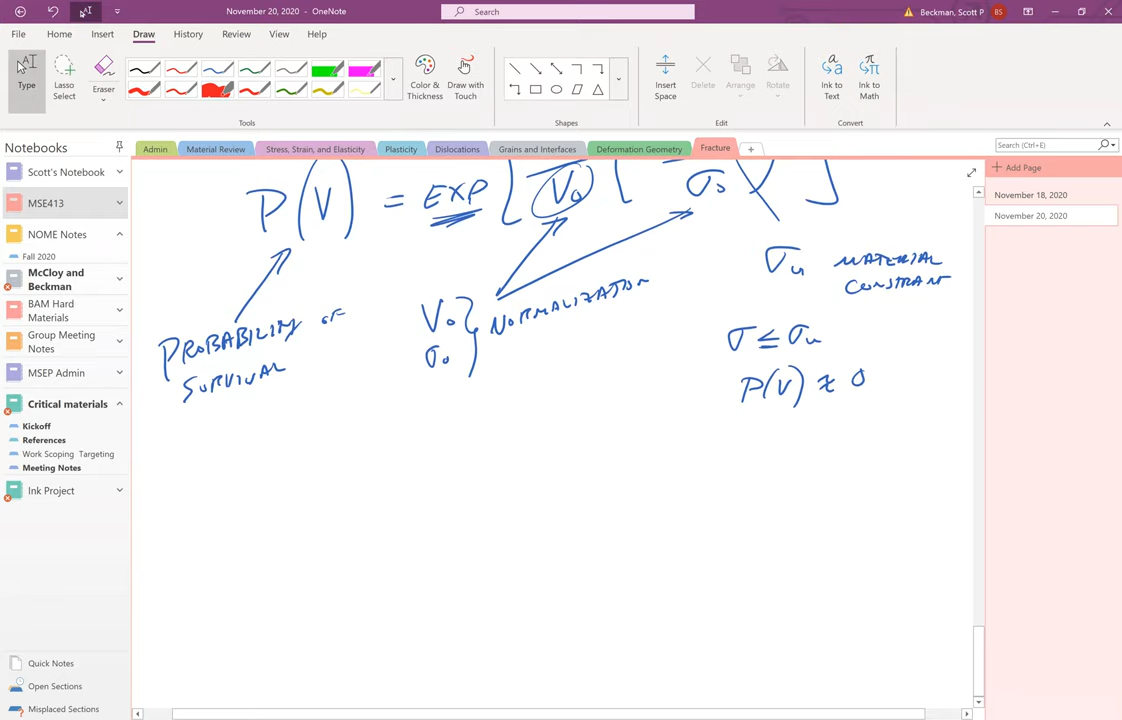 November 20, 2020 - OneNote
Search
Beckman, Scott P
BS
File Home Insert Draw History Review View Help
Type
Lasso Select
Eraser
Color & Thickness
Draw with Touch
Insert Space
Delete
Arrange
Rotate
Ink to Text
Ink to Math
Tools
Shapes
Edit
Convert
Notebooks
Admin Material Review Stress, Strain, and Elasticity Plasticity Dislocations Grains and Interfaces Deformation Geometry Fracture
Search (Ctrl+E)
Add Page
November 18, 2020
November 20, 2020
Scott's Notebook
MSE413
NOME Notes
Fall 2020
McCloy and Beckman
BAM Hard Materials
Group Meeting Notes
MSEP Admin
Critical materials
Kickoff
References
Work Scoping Targeting
Meeting Notes
Ink Project
Quick Notes
Open Sections
Misplaced Sections
P(V) = EXP [ V₀ ( σ₀ ) ]
σᵤ MATERIAL CONSTRANT
PROBABILITY OF SURVIVAL
V₀ } NORMALIZATION
σ₀
σ ≤ σᵤ
P(V) ≈ 0